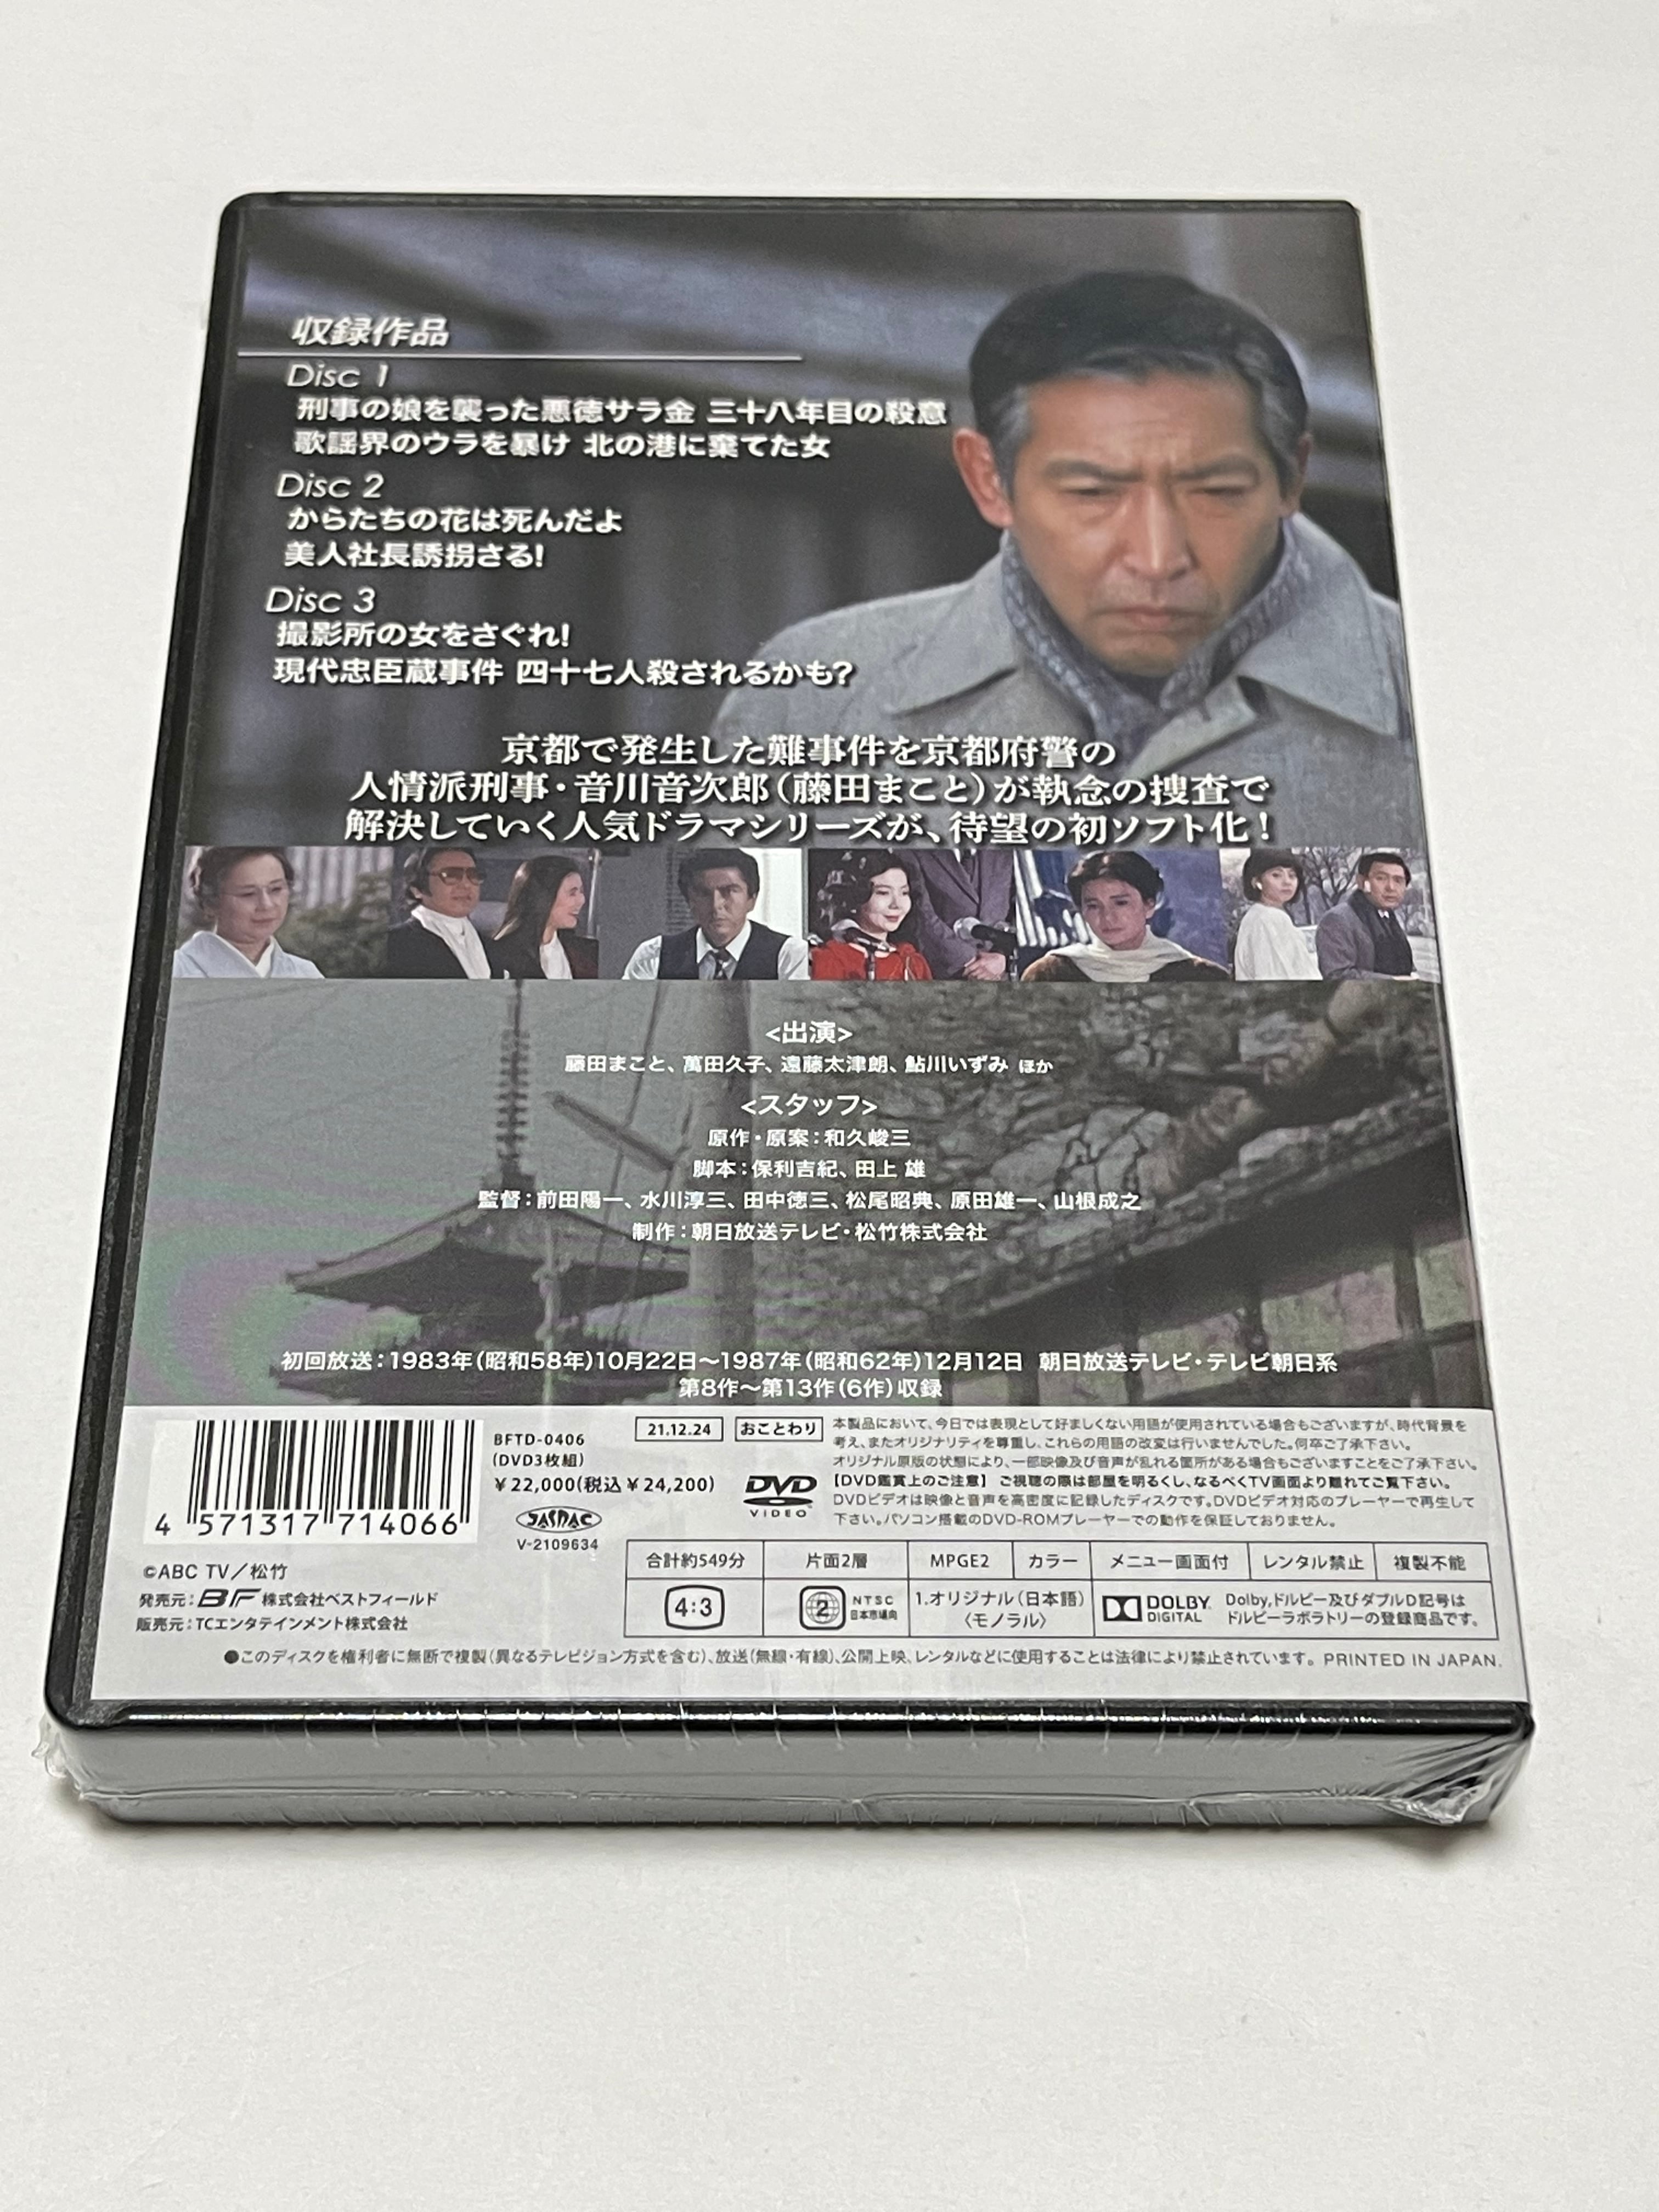 収録作品
Disc 1
刑事の娘を襲った悪徳サラ金 三十八年目の殺意
歌謡界のウラを暴け 北の港に棄てた女
Disc 2
からたちの花は死んだよ
美人社長誘拐さる!
Disc 3
撮影所の女をさぐれ!
現代忠臣蔵事件 四十七人殺されるかも?
京都で発生した難事件を京都府警の
人情派刑事・音川音次郎(藤田まこと)が執念の捜査で
解決していく人気ドラマシリーズが、待望の初ソフト化!
<出演>
藤田まこと、萬田久子、遠藤太津朗、鮎川いずみ ほか
<スタッフ>
原作・原案:和久峻三
脚本:保利吉紀、田上 雄
監督:前田陽一、水川淳三、田中徳三、松尾昭典、原田雄一、山根成之
制作:朝日放送テレビ・松竹株式会社
初回放送:1983年(昭和58年)10月22日〜1987年(昭和62年)12月12日 朝日放送テレビ・テレビ朝日系
第8作〜第13作(6作)収録
4 571317 714066
BFTD-0406
(DVD3枚組)
¥22,000(税込¥24,200)
JASRAC
V-2109634
21.12.24
おことわり
本製品において、今日では表現として好ましくない用語が使用されている場合もございますが、時代背景を
考え、またオリジナリティを尊重し、これらの用語の改変は行いませんでした。何卒ご了承下さい。
オリジナル原版の状態により、一部映像及び音声が乱れる箇所がある場合もございますことをご了承下さい。
DVD VIDEO
【DVD鑑賞上のご注意】 ご視聴の際は部屋を明るくし、なるべくTV画面より離れてご覧下さい。
DVDビデオは映像と音声を高密度に記録したディスクです。DVDビデオ対応のプレーヤーで再生して
下さい。パソコン搭載のDVD-ROMプレーヤーでの動作を保証しておりません。
合計約549分 片面2層 MPGE2 カラー メニュー画面付 レンタル禁止 複製不能
4:3
2
NTSC
日本市場向
1.オリジナル(日本語)
〈モノラル〉
DOLBY
DIGITAL
Dolby,ドルビー及びダブルD記号は
ドルビーラボラトリーの登録商品です。
©ABC TV/松竹
発売元:BF 株式会社ベストフィールド
販売元:TCエンタテインメント株式会社
●このディスクを権利者に無断で複製(異なるテレビジョン方式を含む)、放送(無線・有線)、公開上映、レンタルなどに使用することは法律により禁止されています。 PRINTED IN JAPAN.